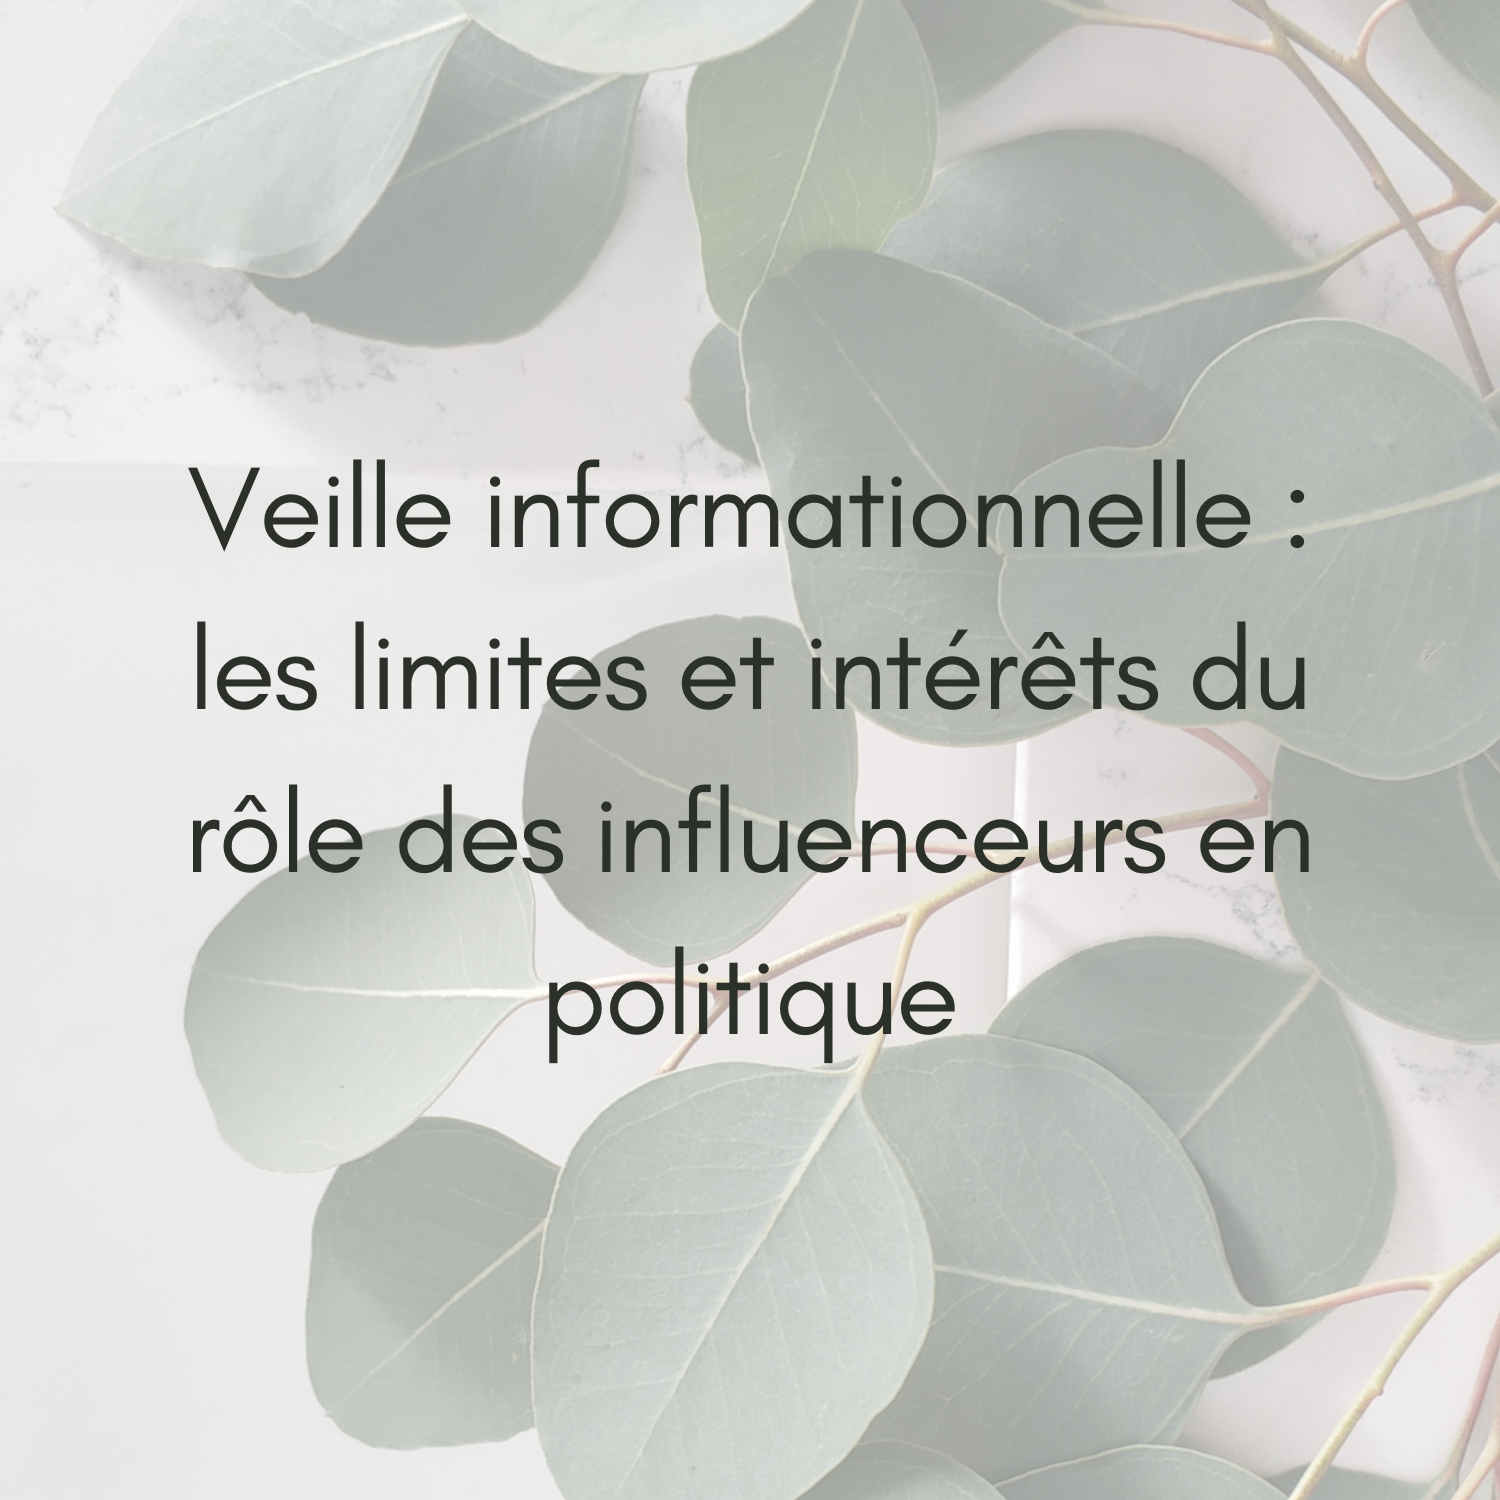 Veille informationnelle :
les limites et intérêts du
rôle des influenceurs en
politique